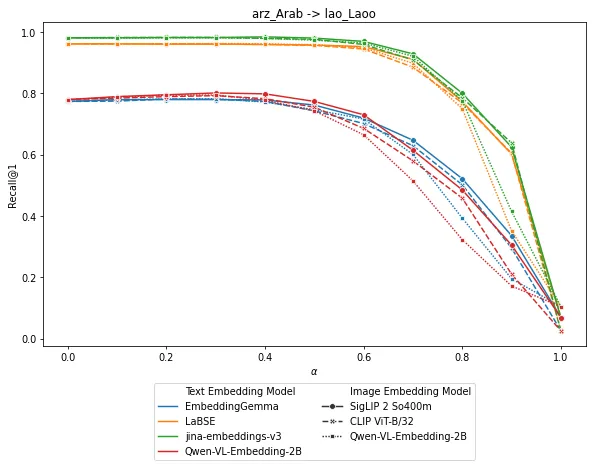 arz_Arab -> lao_Laoo
Recall@1
1.0
0.8
0.6
0.4
0.2
0.0
0.0 0.2 0.4 0.6 0.8 1.0
α
Text Embedding Model
EmbeddingGemma
LaBSE
jina-embeddings-v3
Qwen-VL-Embedding-2B
Image Embedding Model
SigLIP 2 So400m
CLIP ViT-B/32
Qwen-VL-Embedding-2B